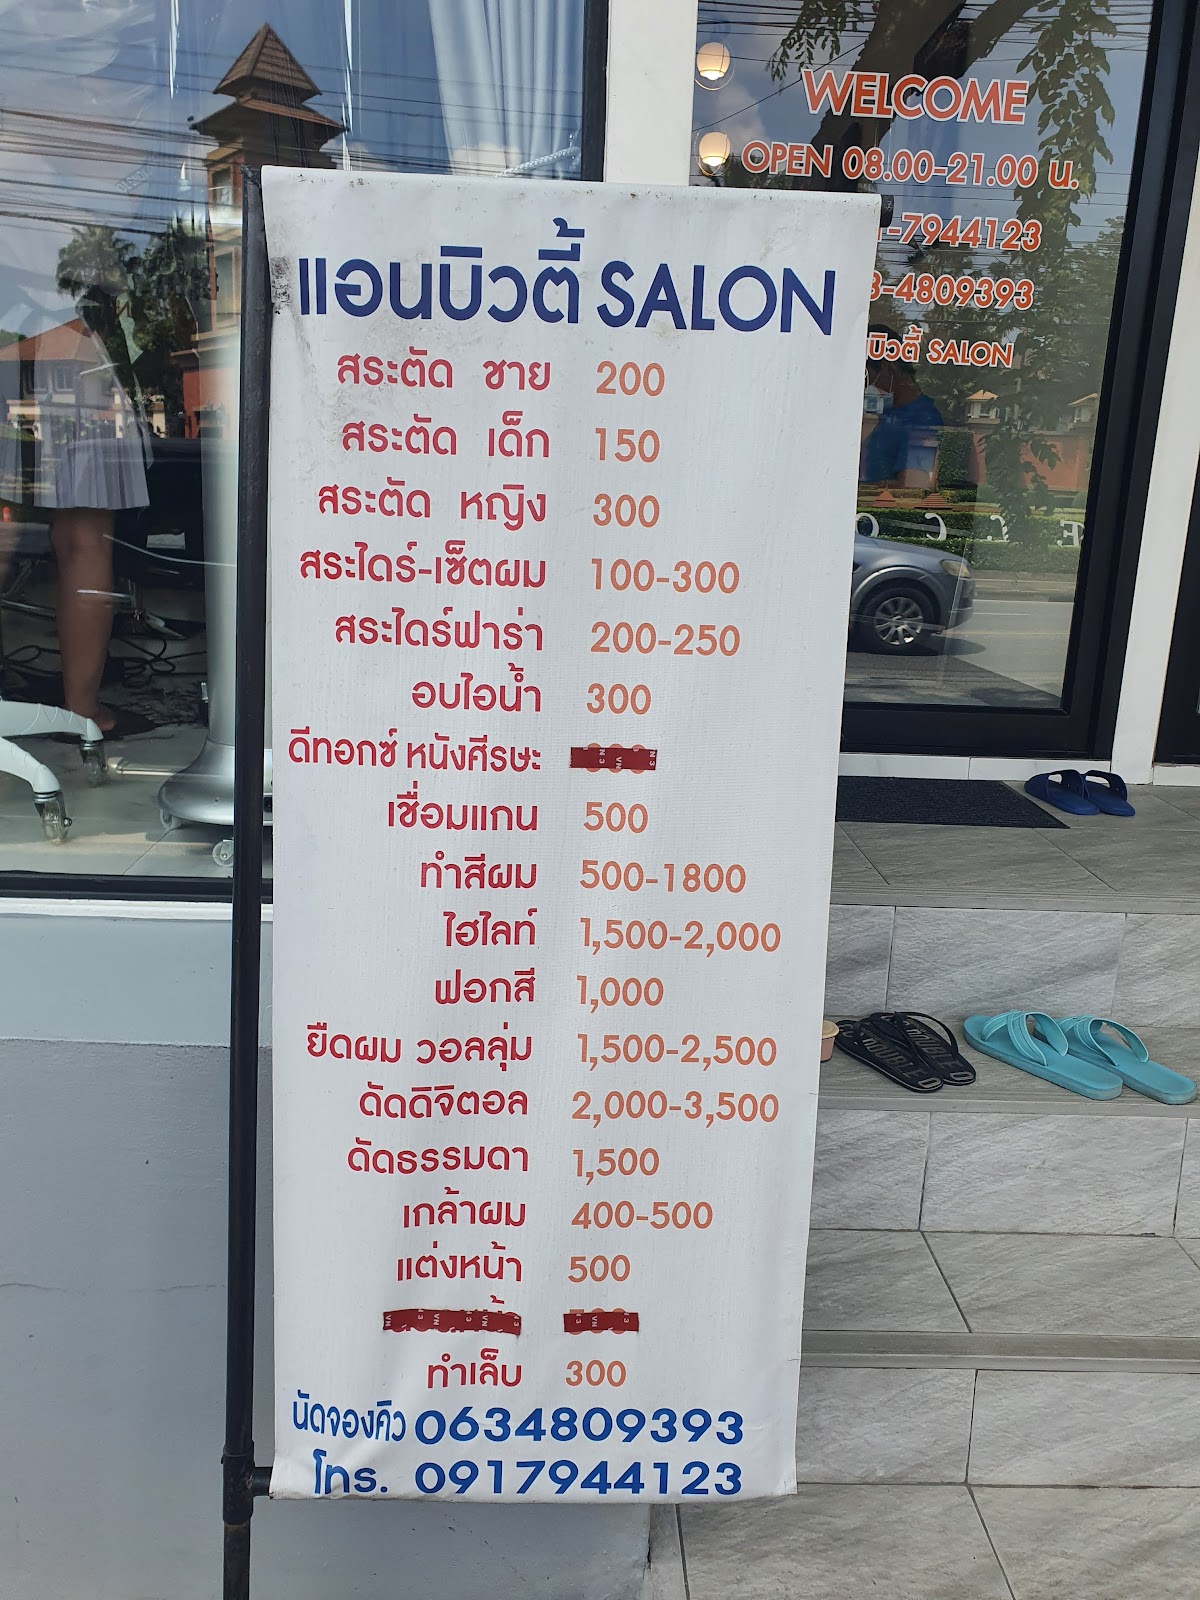 WELCOME
OPEN 08.00-21.00 น.
-7944123
3-4809393
บิวตี้ SALON
แอนบิวตี้ SALON
สระตัด ชาย 200
สระตัด เด็ก 150
สระตัด หญิง 300
สระไดร์-เซ็ตผม 100-300
สระไดร์ฟาร่า 200-250
อบไอน้ำ 300
ดีทอกซ์ หนังศีรษะ
เชื่อมแกน 500
ทำสีผม 500-1800
ไฮไลท์ 1,500-2,000
ฟอกสี 1,000
ยืดผม วอลลุ่ม 1,500-2,500
ดัดดิจิตอล 2,000-3,500
ดัดธรรมดา 1,500
เกล้าผม 400-500
แต่งหน้า 500
ทำเล็บ 300
นัดจองคิว 0634809393
โทร. 0917944123